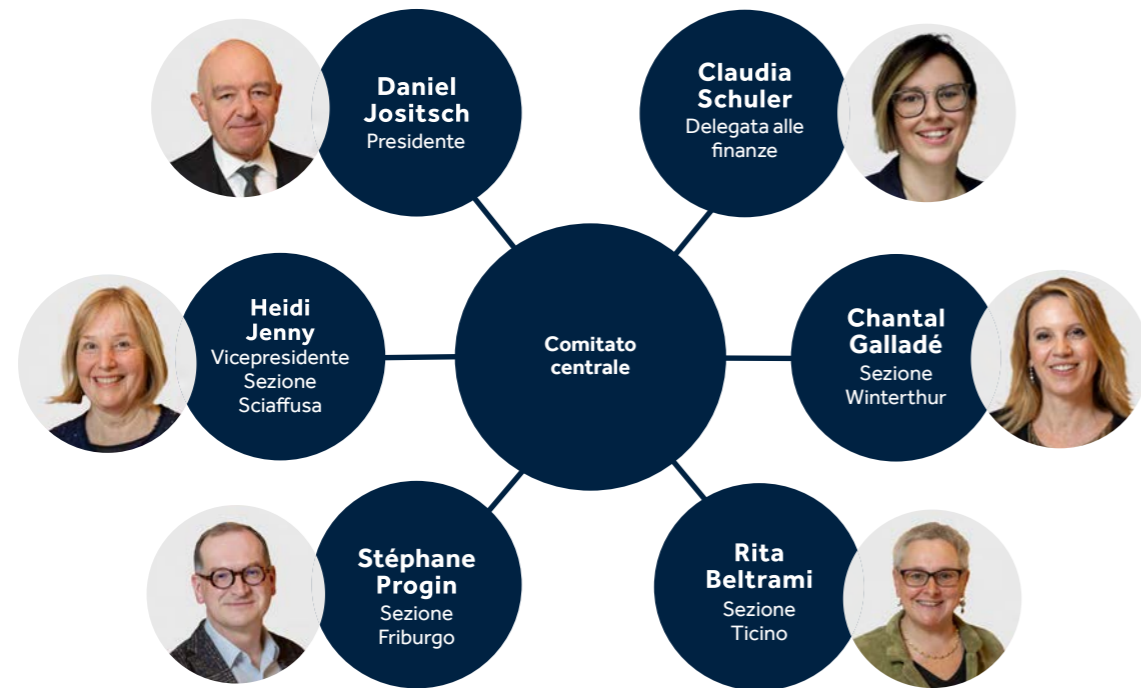 Daniel
Jositsch
Presidente
Claudia
Schuler
Delegata alle
finanze
Heidi
Jenny
Vicepresidente
Sezione
Sciaffusa
Comitato
centrale
Chantal
Galladé
Sezione
Winterthur
Stéphane
Progin
Sezione
Friburgo
Rita
Beltrami
Sezione
Ticino